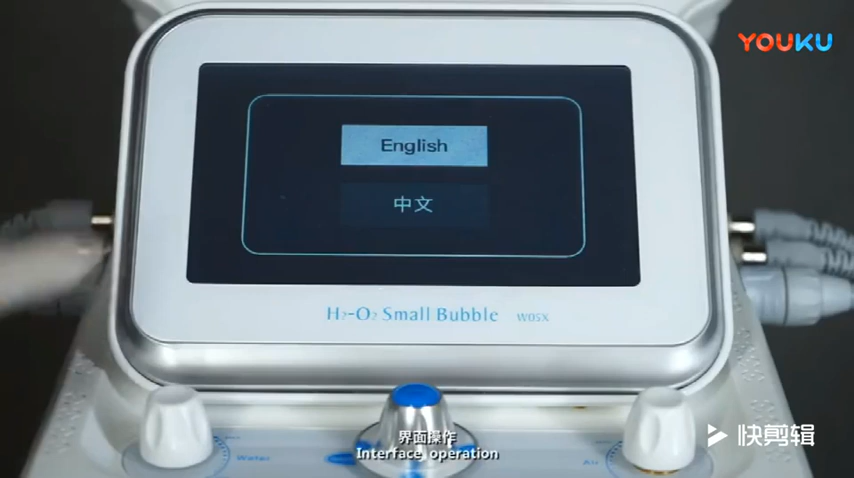 YOUKU
English
中文
H₂-O₂ Small Bubble W05X
界面操作
Interface operation
快剪辑
Water
Air